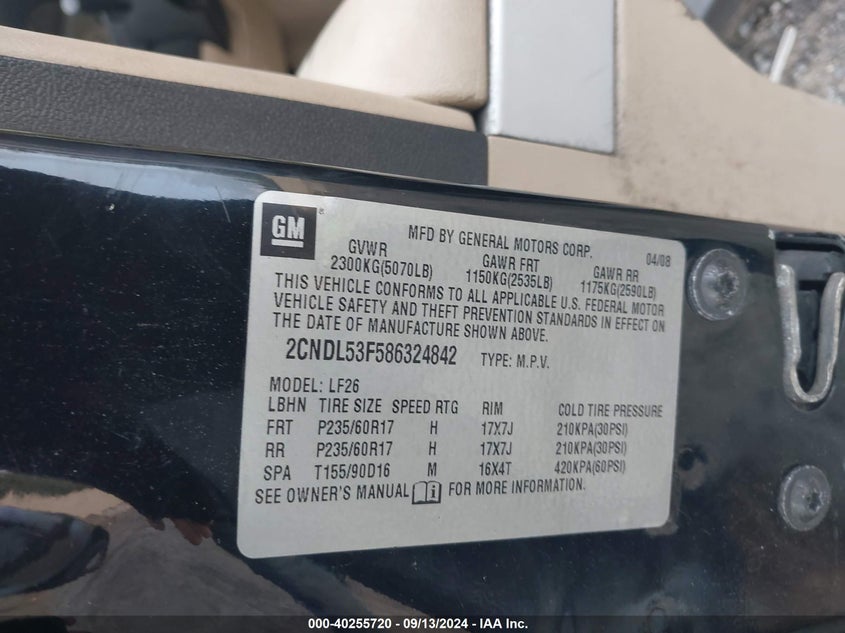 GM ®
MFD BY GENERAL MOTORS CORP. 04/08
GVWR GAWR FRT GAWR RR
2300KG(5070LB) 1150KG(2535LB) 1175KG(2590LB)
THIS VEHICLE CONFORMS TO ALL APPLICABLE U.S. FEDERAL MOTOR
VEHICLE SAFETY AND THEFT PREVENTION STANDARDS IN EFFECT ON
THE DATE OF MANUFACTURE SHOWN ABOVE.
2CNDL53F586324842 TYPE: M.P.V.
MODEL: LF26
LBHN TIRE SIZE SPEED RTG RIM COLD TIRE PRESSURE
FRT P235/60R17 H 17X7J 210KPA(30PSI)
RR P235/60R17 H 17X7J 210KPA(30PSI)
SPA T155/90D16 M 16X4T 420KPA(60PSI)
SEE OWNER'S MANUAL FOR MORE INFORMATION.
000-40255720 - 09/13/2024 - IAA Inc.